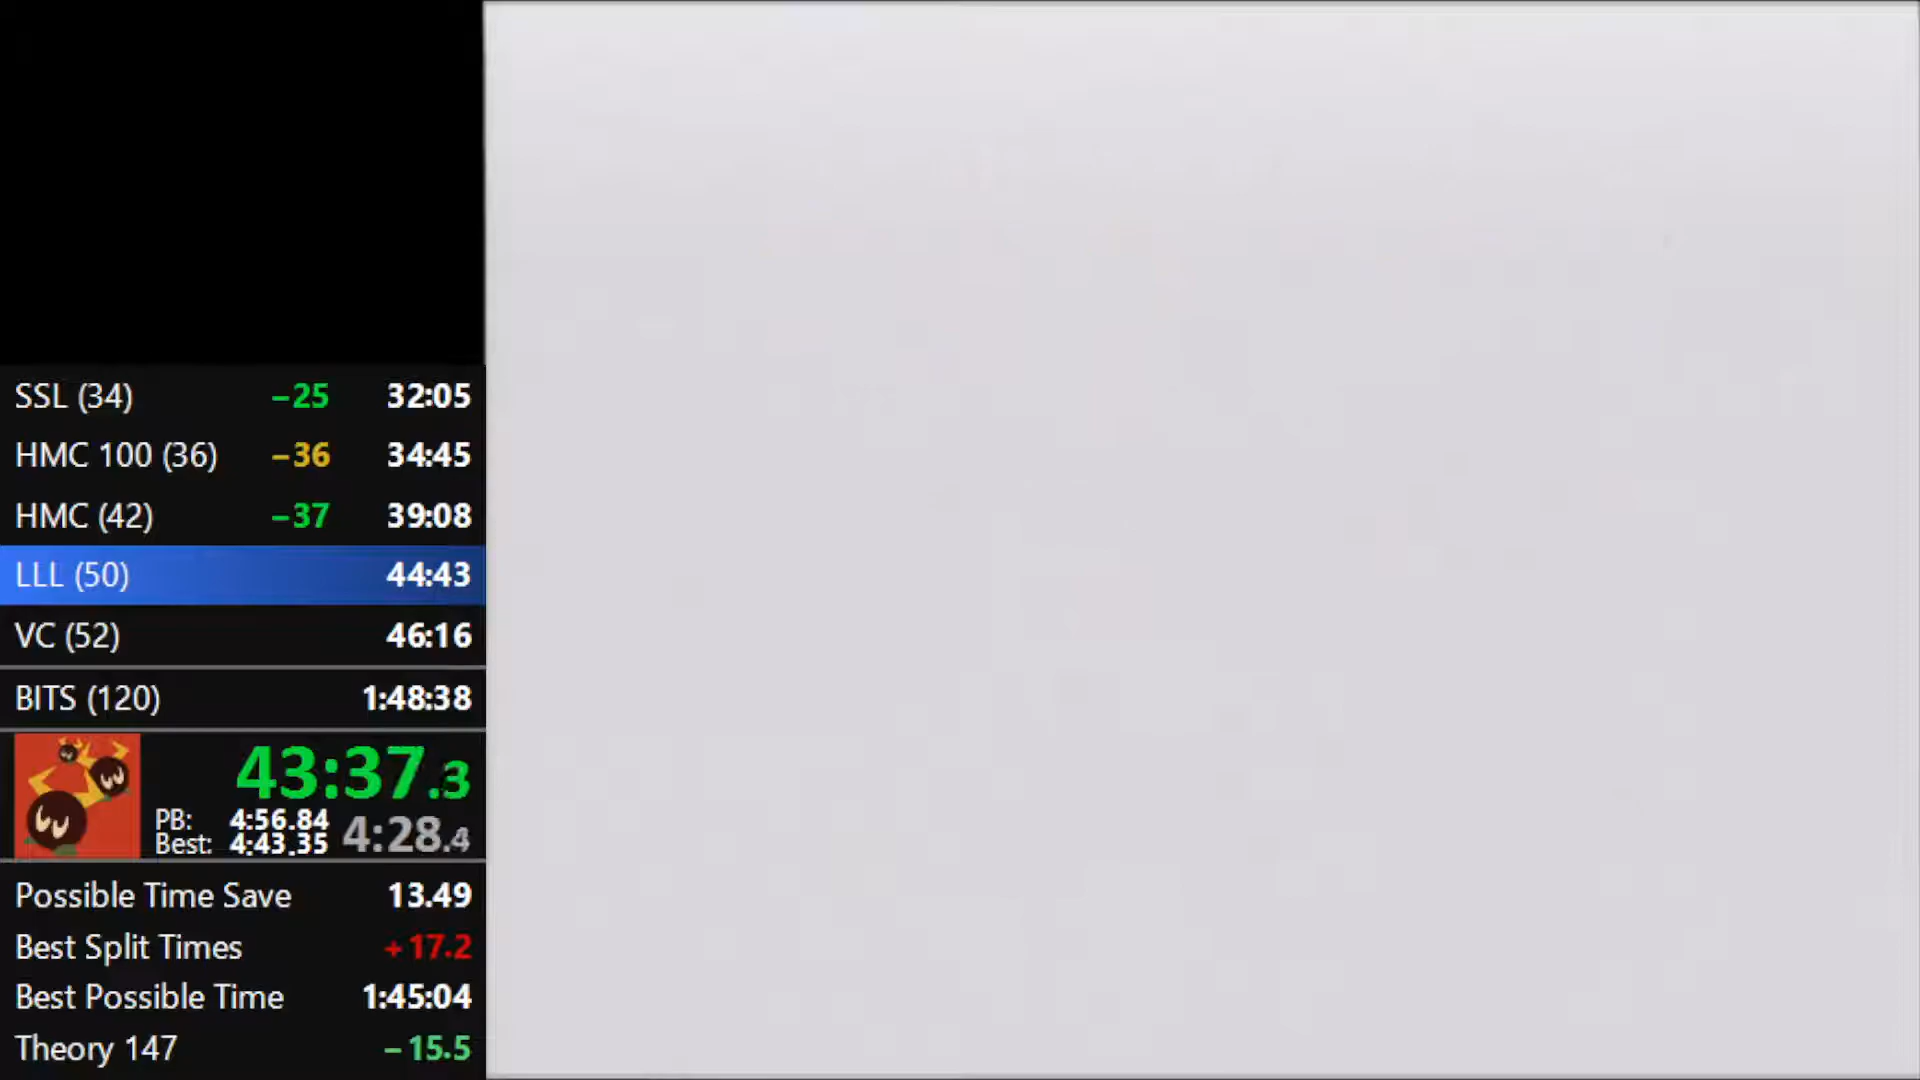 SSL (34) −25 32:05
HMC 100 (36) −36 34:45
HMC (42) −37 39:08
LLL (50) 44:43
VC (52) 46:16
BITS (120) 1:48:38
43:37.3
PB: 4:56.84
Best: 4:43.35 4:28.4
Possible Time Save 13.49
Best Split Times +17.2
Best Possible Time 1:45:04
Theory 147 −15.5